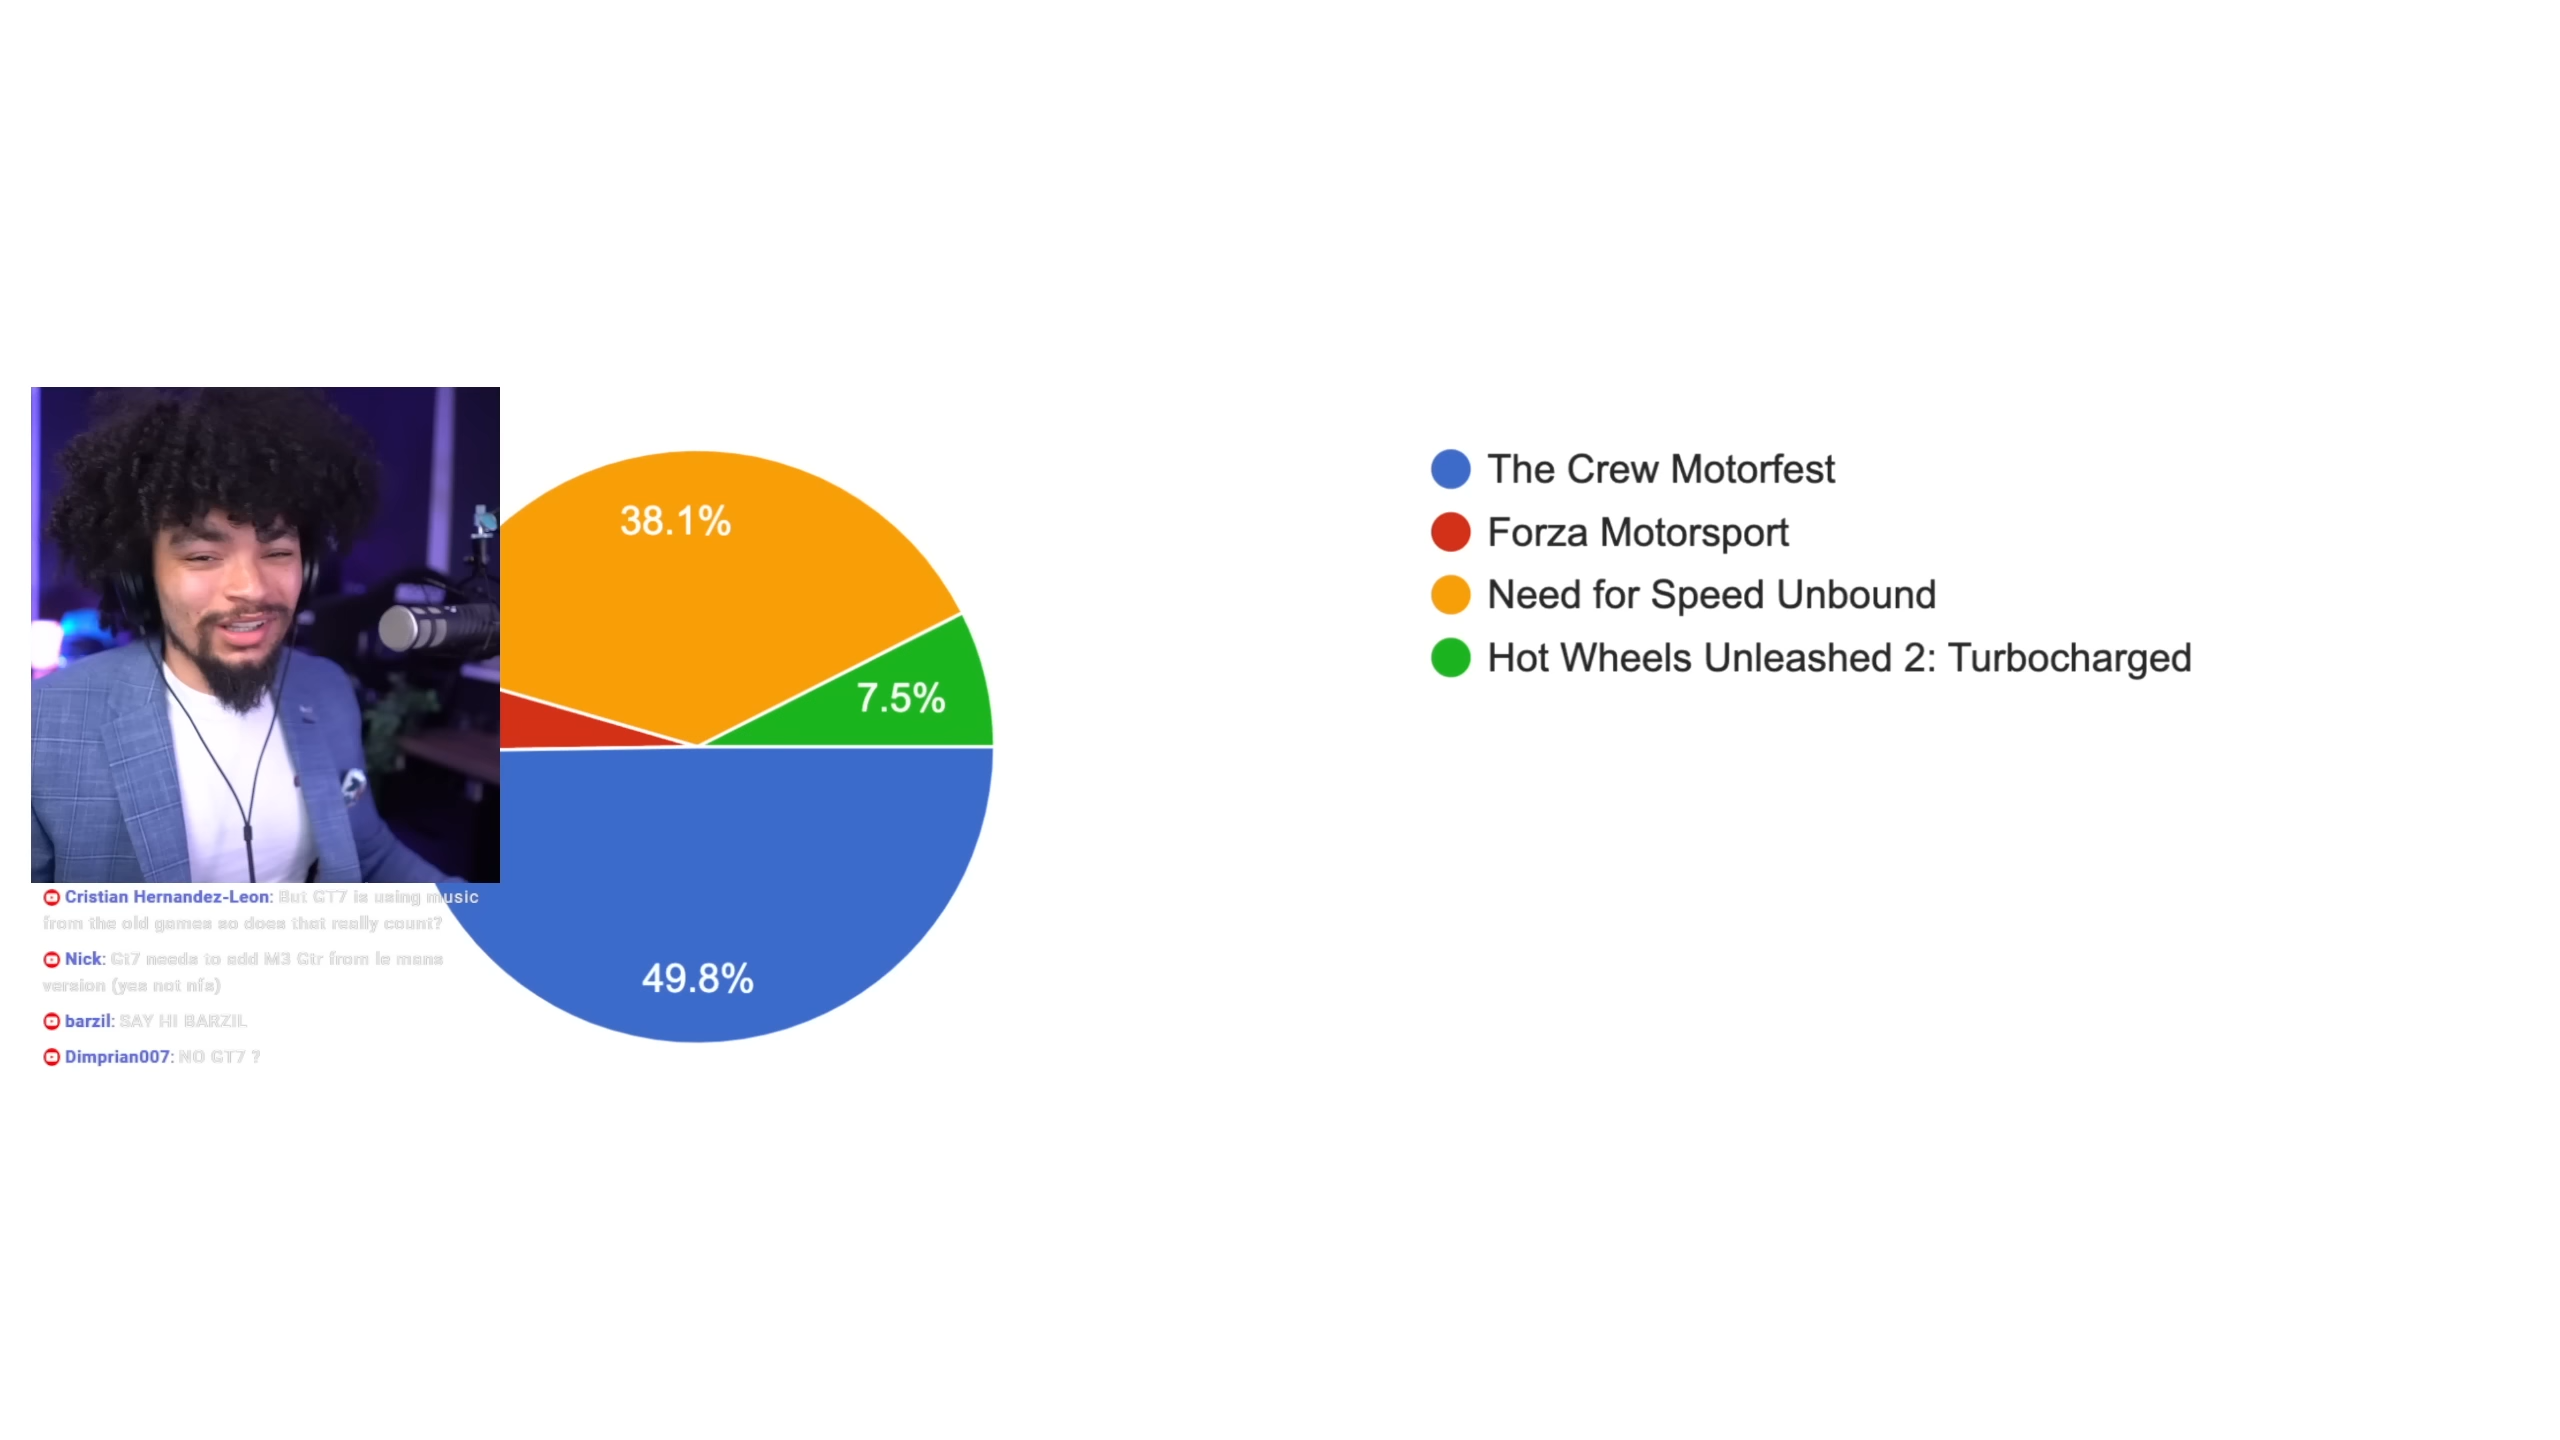 38.1%
7.5%
49.8%
The Crew Motorfest
Forza Motorsport
Need for Speed Unbound
Hot Wheels Unleashed 2: Turbocharged
Cristian Hernandez-Leon: But GT7 is using music
from the old games so does that really count?
Nick: Gt7 needs to add M3 Gtr from le mans
version (yes not nfs)
barzil: SAY HI BARZIL
Dimprian007: NO GT7 ?